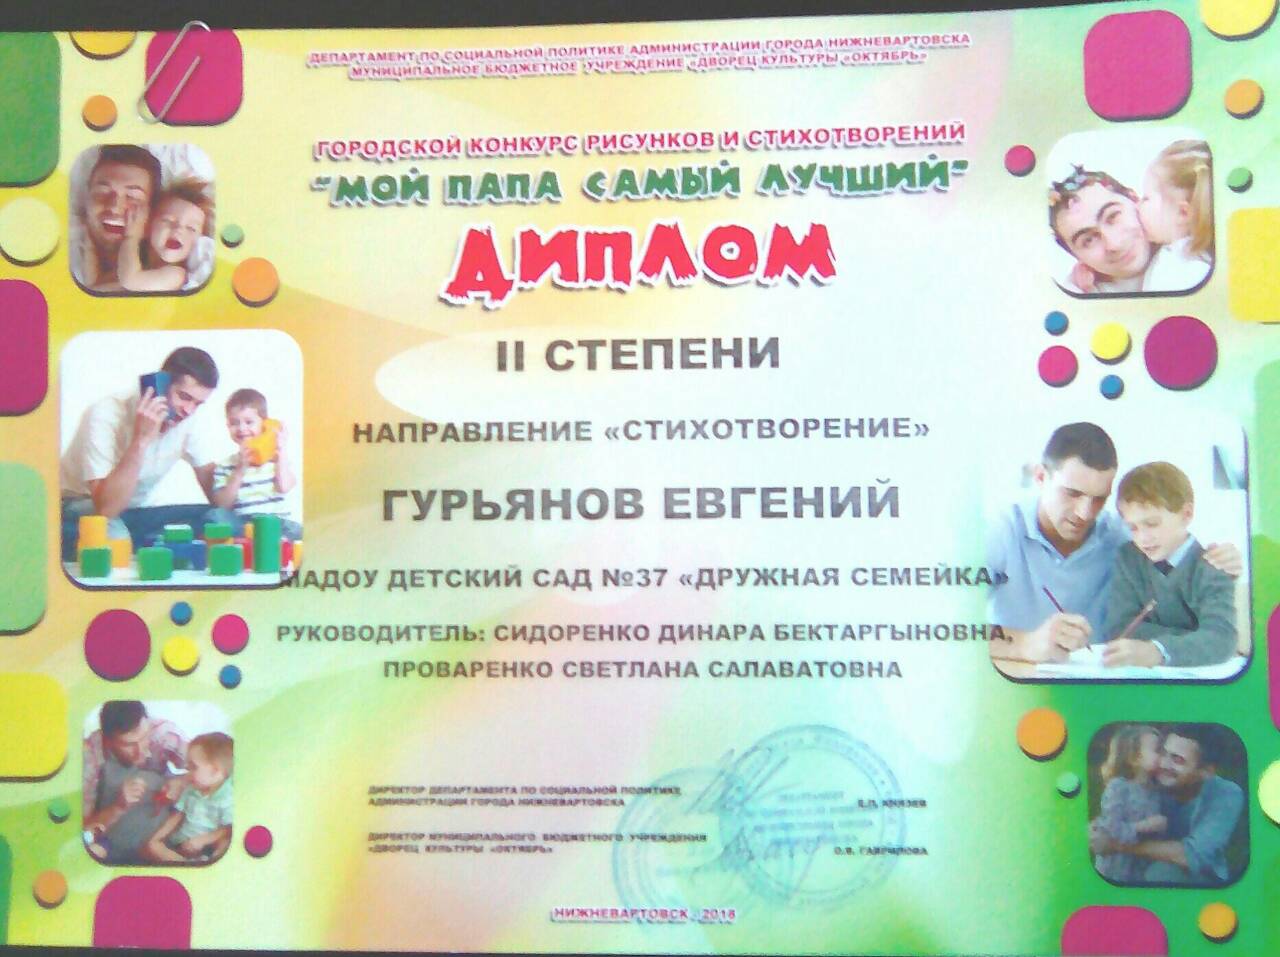 ДЕПАРТАМЕНТ ПО СОЦИАЛЬНОЙ ПОЛИТИКЕ АДМИНИСТРАЦИИ ГОРОДА НИЖНЕВАРТОВСКА
МУНИЦИПАЛЬНОЕ БЮДЖЕТНОЕ УЧРЕЖДЕНИЕ «ДВОРЕЦ КУЛЬТУРЫ «ОКТЯБРЬ»
ГОРОДСКОЙ КОНКУРС РИСУНКОВ И СТИХОТВОРЕНИЙ
"МОЙ ПАПА САМЫЙ ЛУЧШИЙ"
ДИПЛОМ
II СТЕПЕНИ
НАПРАВЛЕНИЕ «СТИХОТВОРЕНИЕ»
ГУРЬЯНОВ ЕВГЕНИЙ
МАДОУ ДЕТСКИЙ САД №37 «ДРУЖНАЯ СЕМЕЙКА»
РУКОВОДИТЕЛЬ: СИДОРЕНКО ДИНАРА БЕКТАРГЫНОВНА,
ПРОВАРЕНКО СВЕТЛАНА САЛАВАТОВНА
ДИРЕКТОР ДЕПАРТАМЕНТА ПО СОЦИАЛЬНОЙ ПОЛИТИКЕ
АДМИНИСТРАЦИИ ГОРОДА НИЖНЕВАРТОВСКА Е.П. КНЯЗЕВ
ДИРЕКТОР МУНИЦИПАЛЬНОГО БЮДЖЕТНОГО УЧРЕЖДЕНИЯ
«ДВОРЕЦ КУЛЬТУРЫ «ОКТЯБРЬ» О.В. ГАВРИЛОВА
НИЖНЕВАРТОВСК - 2016